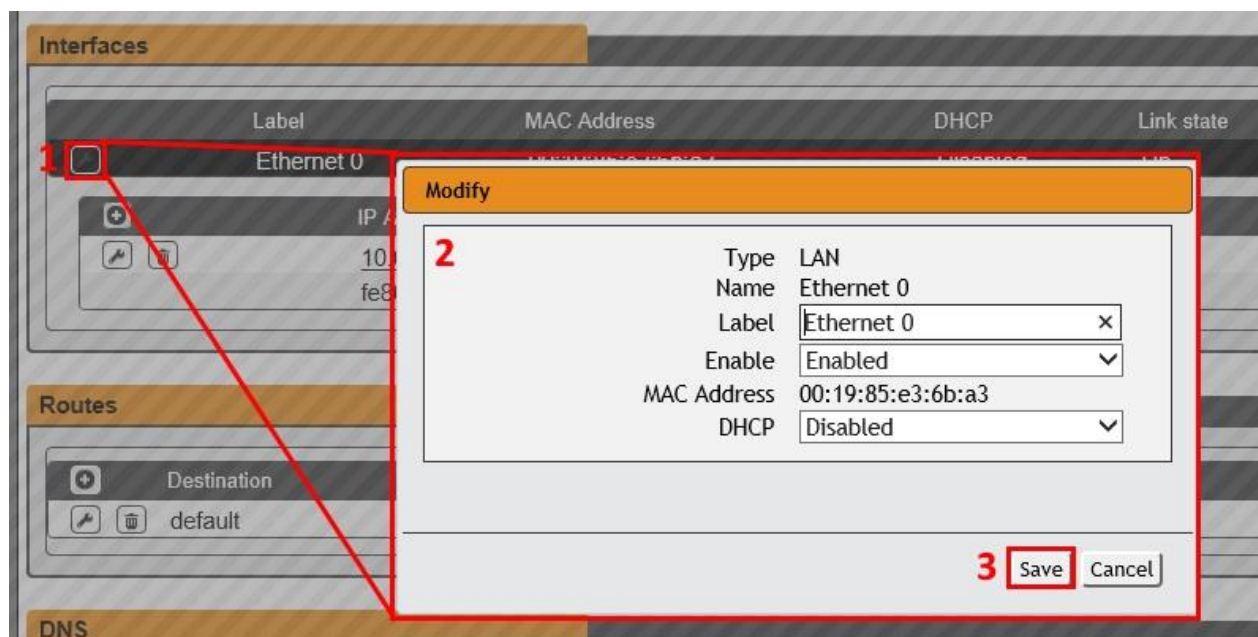 Interfaces
Label MAC Address DHCP Link state
1 Ethernet 0
IP
10.
fe8
Modify
2
Type LAN
Name Ethernet 0
Label Ethernet 0 ×
Enable Enabled
MAC Address 00:19:85:e3:6b:a3
DHCP Disabled
Routes
Destination
default
3 Save Cancel
DNS